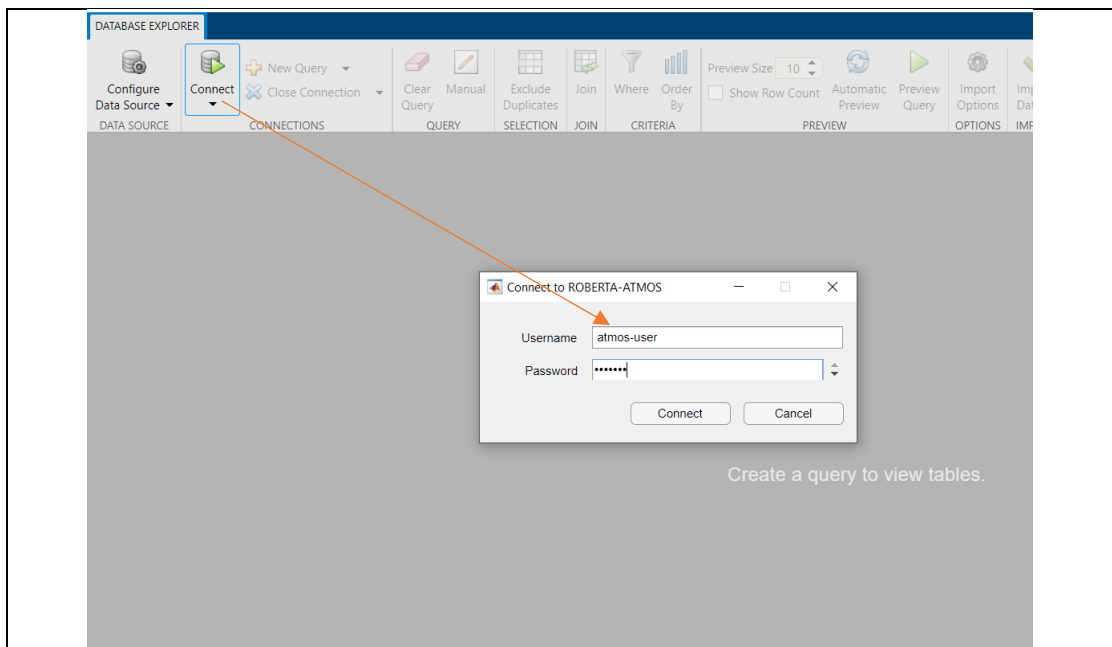 DATABASE EXPLORER
Configure
Data Source
DATA SOURCE
Connect
New Query
Close Connection
CONNECTIONS
Clear
Query
Manual
QUERY
Exclude
Duplicates
SELECTION
Join
JOIN
Where
Order
By
CRITERIA
Preview Size 10
Show Row Count
Automatic
Preview
Preview
Query
PREVIEW
Import
Options
OPTIONS
Connect to ROBERTA-ATMOS
Username atmos-user
Password •••••••
Connect Cancel
Create a query to view tables.